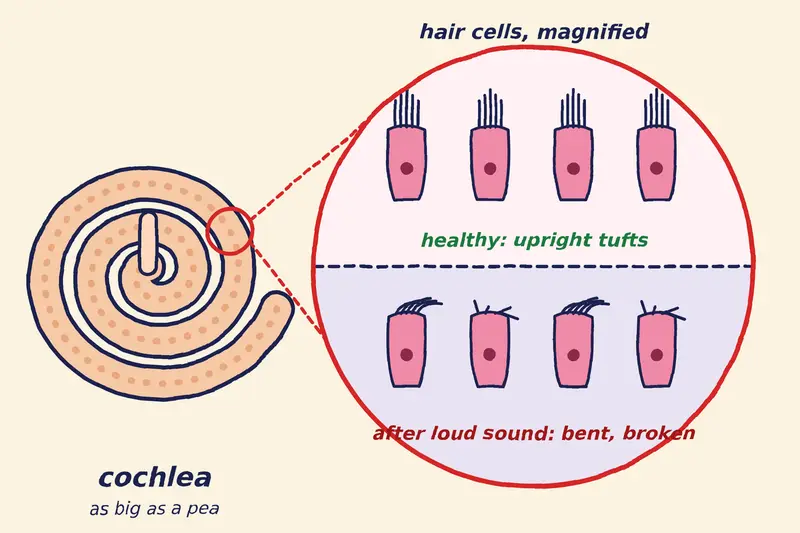 hair cells, magnified
healthy: upright tufts
after loud sound: bent, broken
cochlea
as big as a pea